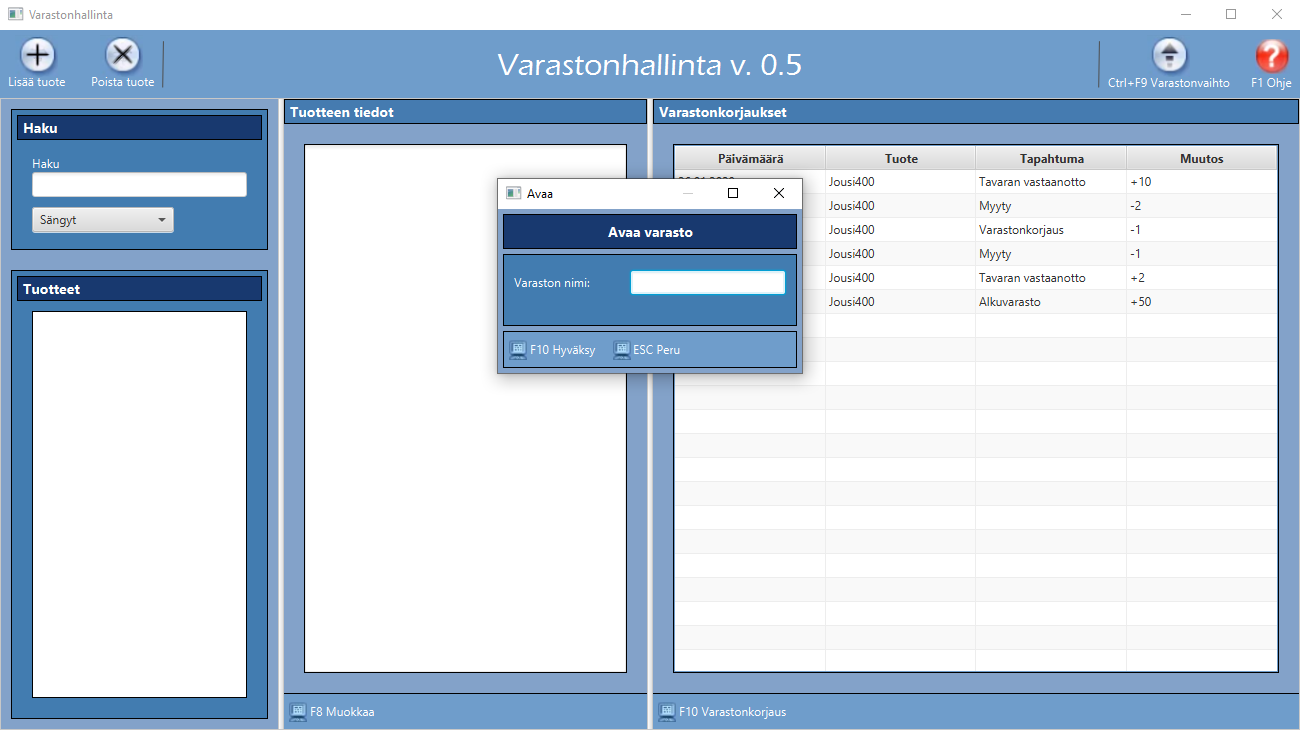 Varastonhallinta
Lisää tuote
Poista tuote
Varastonhallinta v. 0.5
Ctrl+F9 Varastonvaihto
F1 Ohje
Haku
Haku
Sängyt
Tuotteet
Tuotteen tiedot
F8 Muokkaa
Avaa
Avaa varasto
Varaston nimi:
F10 Hyväksy ESC Peru
Varastonkorjaukset
Päivämäärä Tuote Tapahtuma Muutos
Jousi400 Tavaran vastaanotto +10
Jousi400 Myyty -2
Jousi400 Varastonkorjaus -1
Jousi400 Myyty -1
Jousi400 Tavaran vastaanotto +2
Jousi400 Alkuvarasto +50
F10 Varastonkorjaus